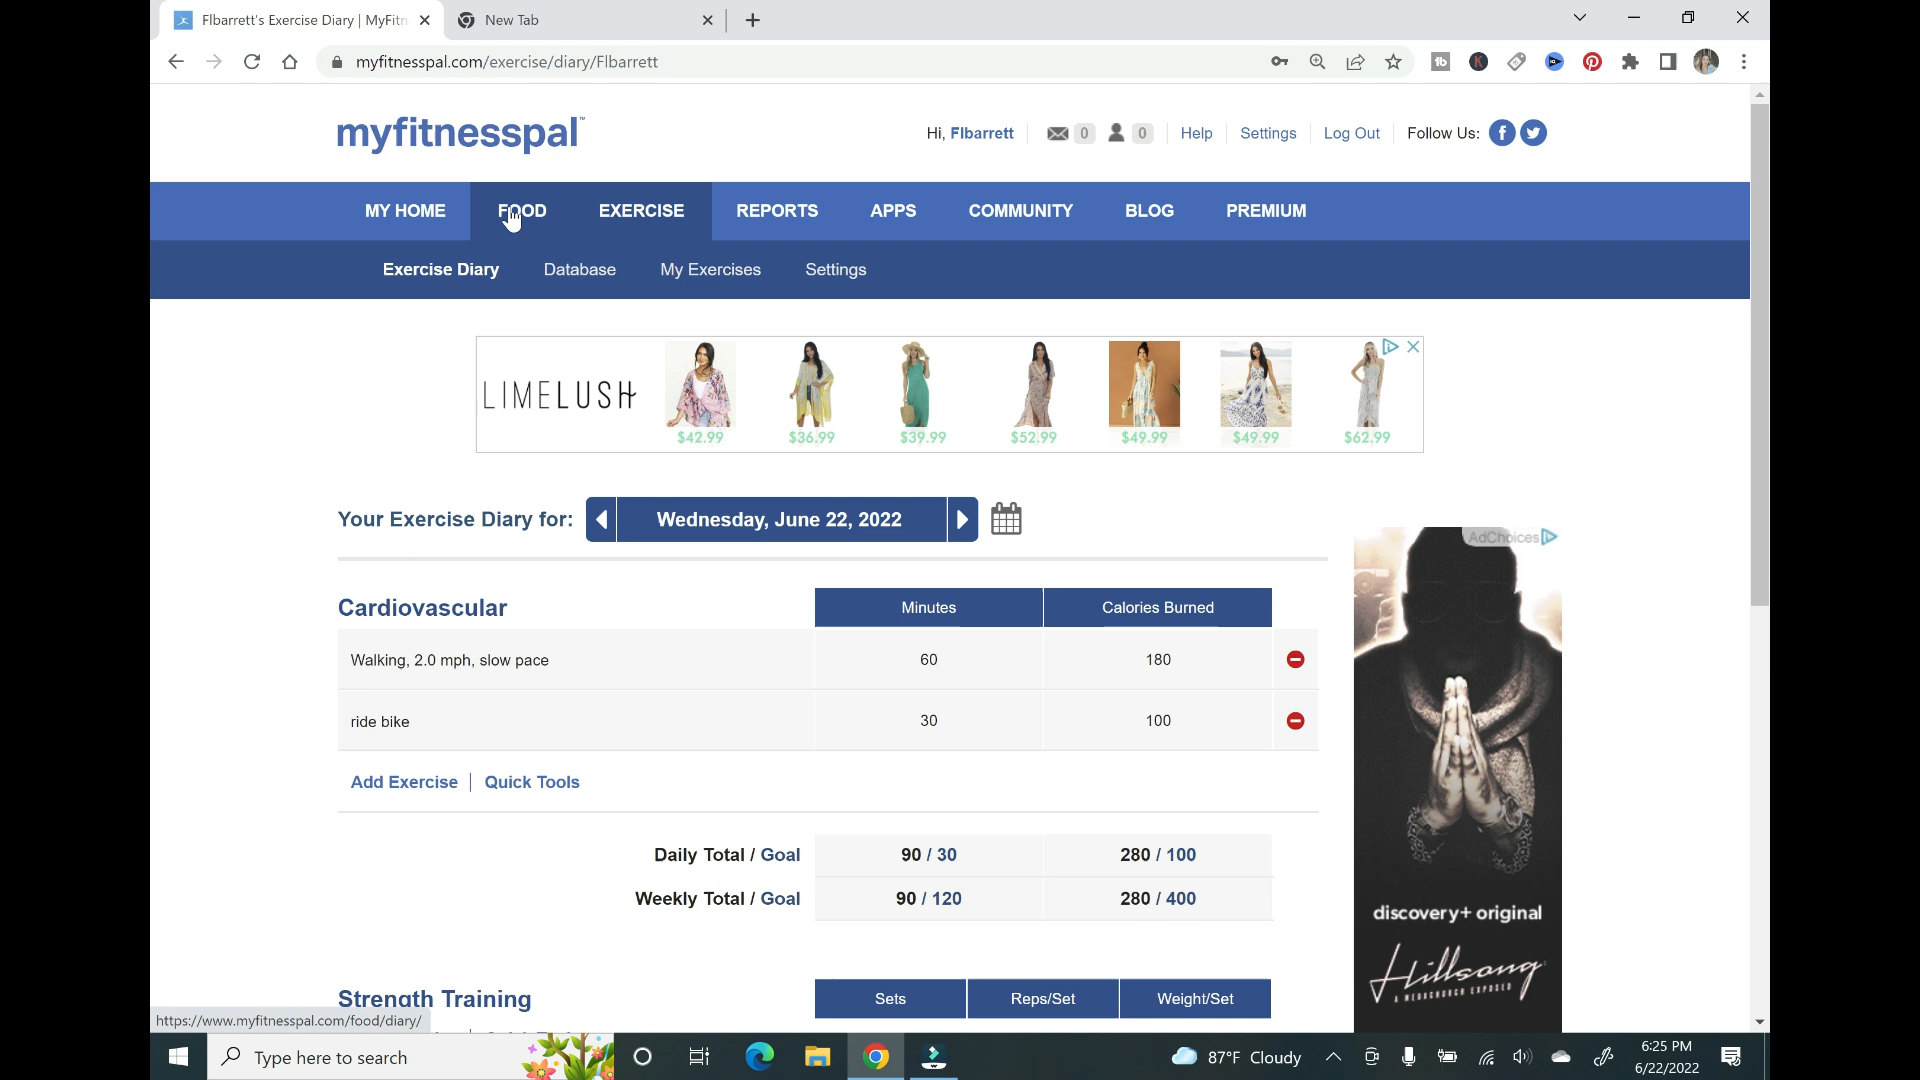 Flbarrett's Exercise Diary | MyFitn
New Tab
myfitnesspal.com/exercise/diary/Flbarrett
myfitnesspal™
Hi, Flbarrett
0
0
Help
Settings
Log Out
Follow Us:
MY HOME
FOOD
EXERCISE
REPORTS
APPS
COMMUNITY
BLOG
PREMIUM
Exercise Diary
Database
My Exercises
Settings
LIMELUSH
$42.99
$36.99
$39.99
$52.99
$49.99
$49.99
$62.99
Your Exercise Diary for:
Wednesday, June 22, 2022
AdChoices
Cardiovascular
Minutes
Calories Burned
Walking, 2.0 mph, slow pace
60
180
ride bike
30
100
Add Exercise | Quick Tools
Daily Total / Goal
90 / 30
280 / 100
Weekly Total / Goal
90 / 120
280 / 400
discovery+ original
Hillsong
A MEGACHURCH EXPOSED
Strength Training
Sets
Reps/Set
Weight/Set
https://www.myfitnesspal.com/food/diary/
Type here to search
87°F Cloudy
6:25 PM
6/22/2022